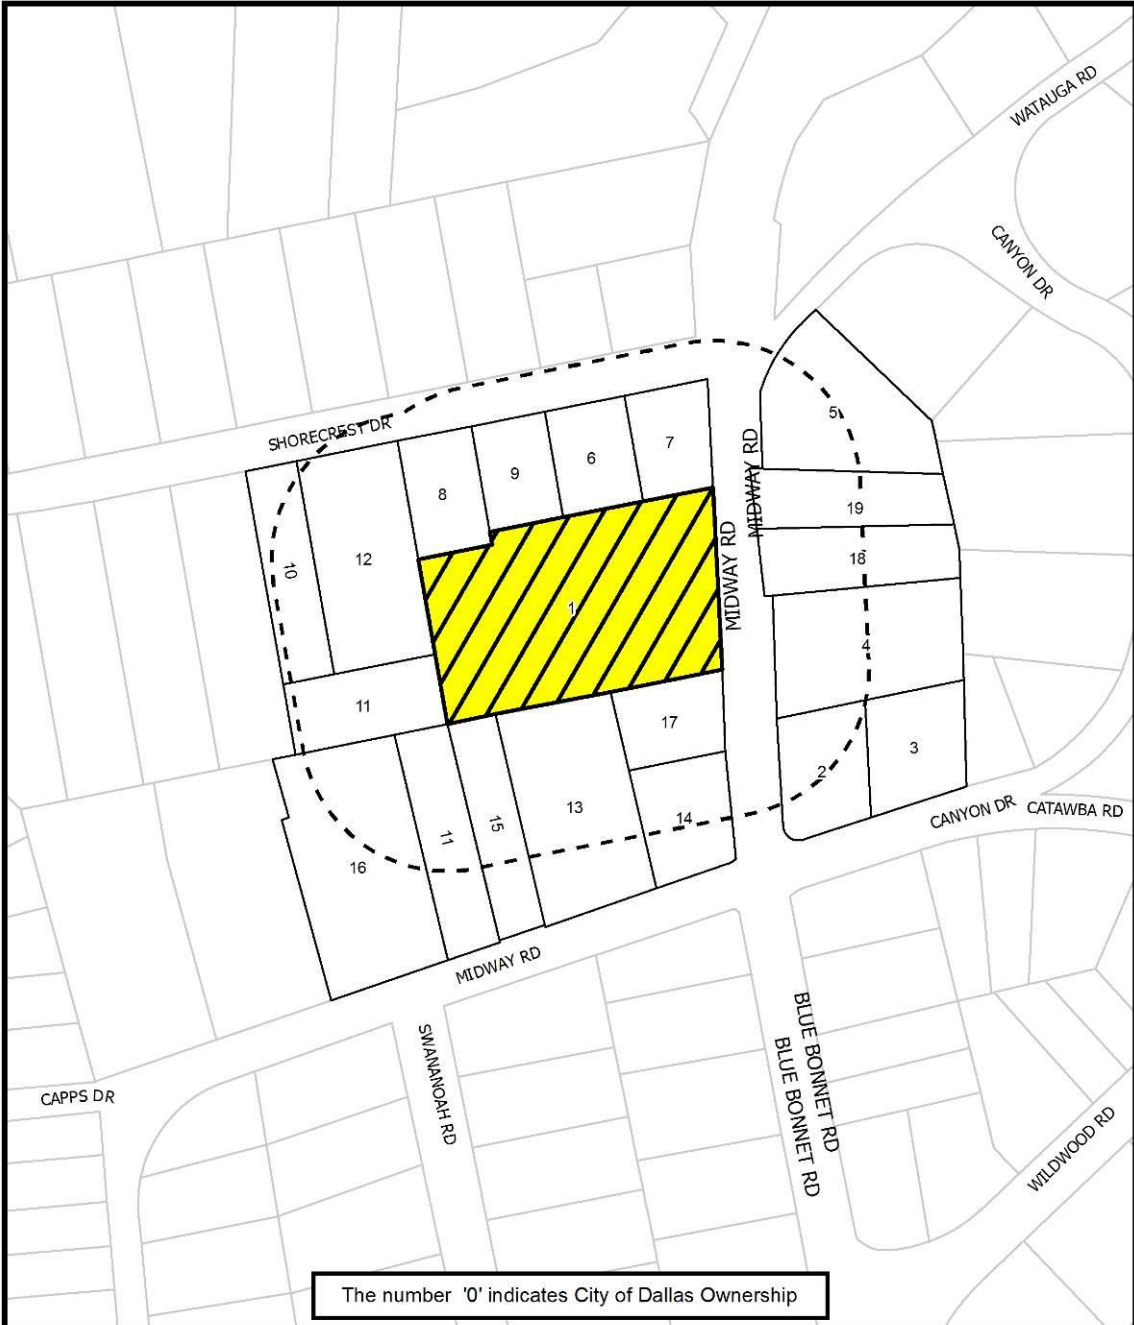 WATAUGA RD
CANYON DR
SHORECREST DR
MIDWAY RD
MIDWAY RD
5
7
6
9
8
19
12
10
18
1
4
11
17
3
2
13
14
15
11
16
CANYON DR
CATAWBA RD
MIDWAY RD
BLUE BONNET RD
BLUE BONNET RD
SWANANOAH RD
CAPPS DR
WILDWOOD RD
The number '0' indicates City of Dallas Ownership